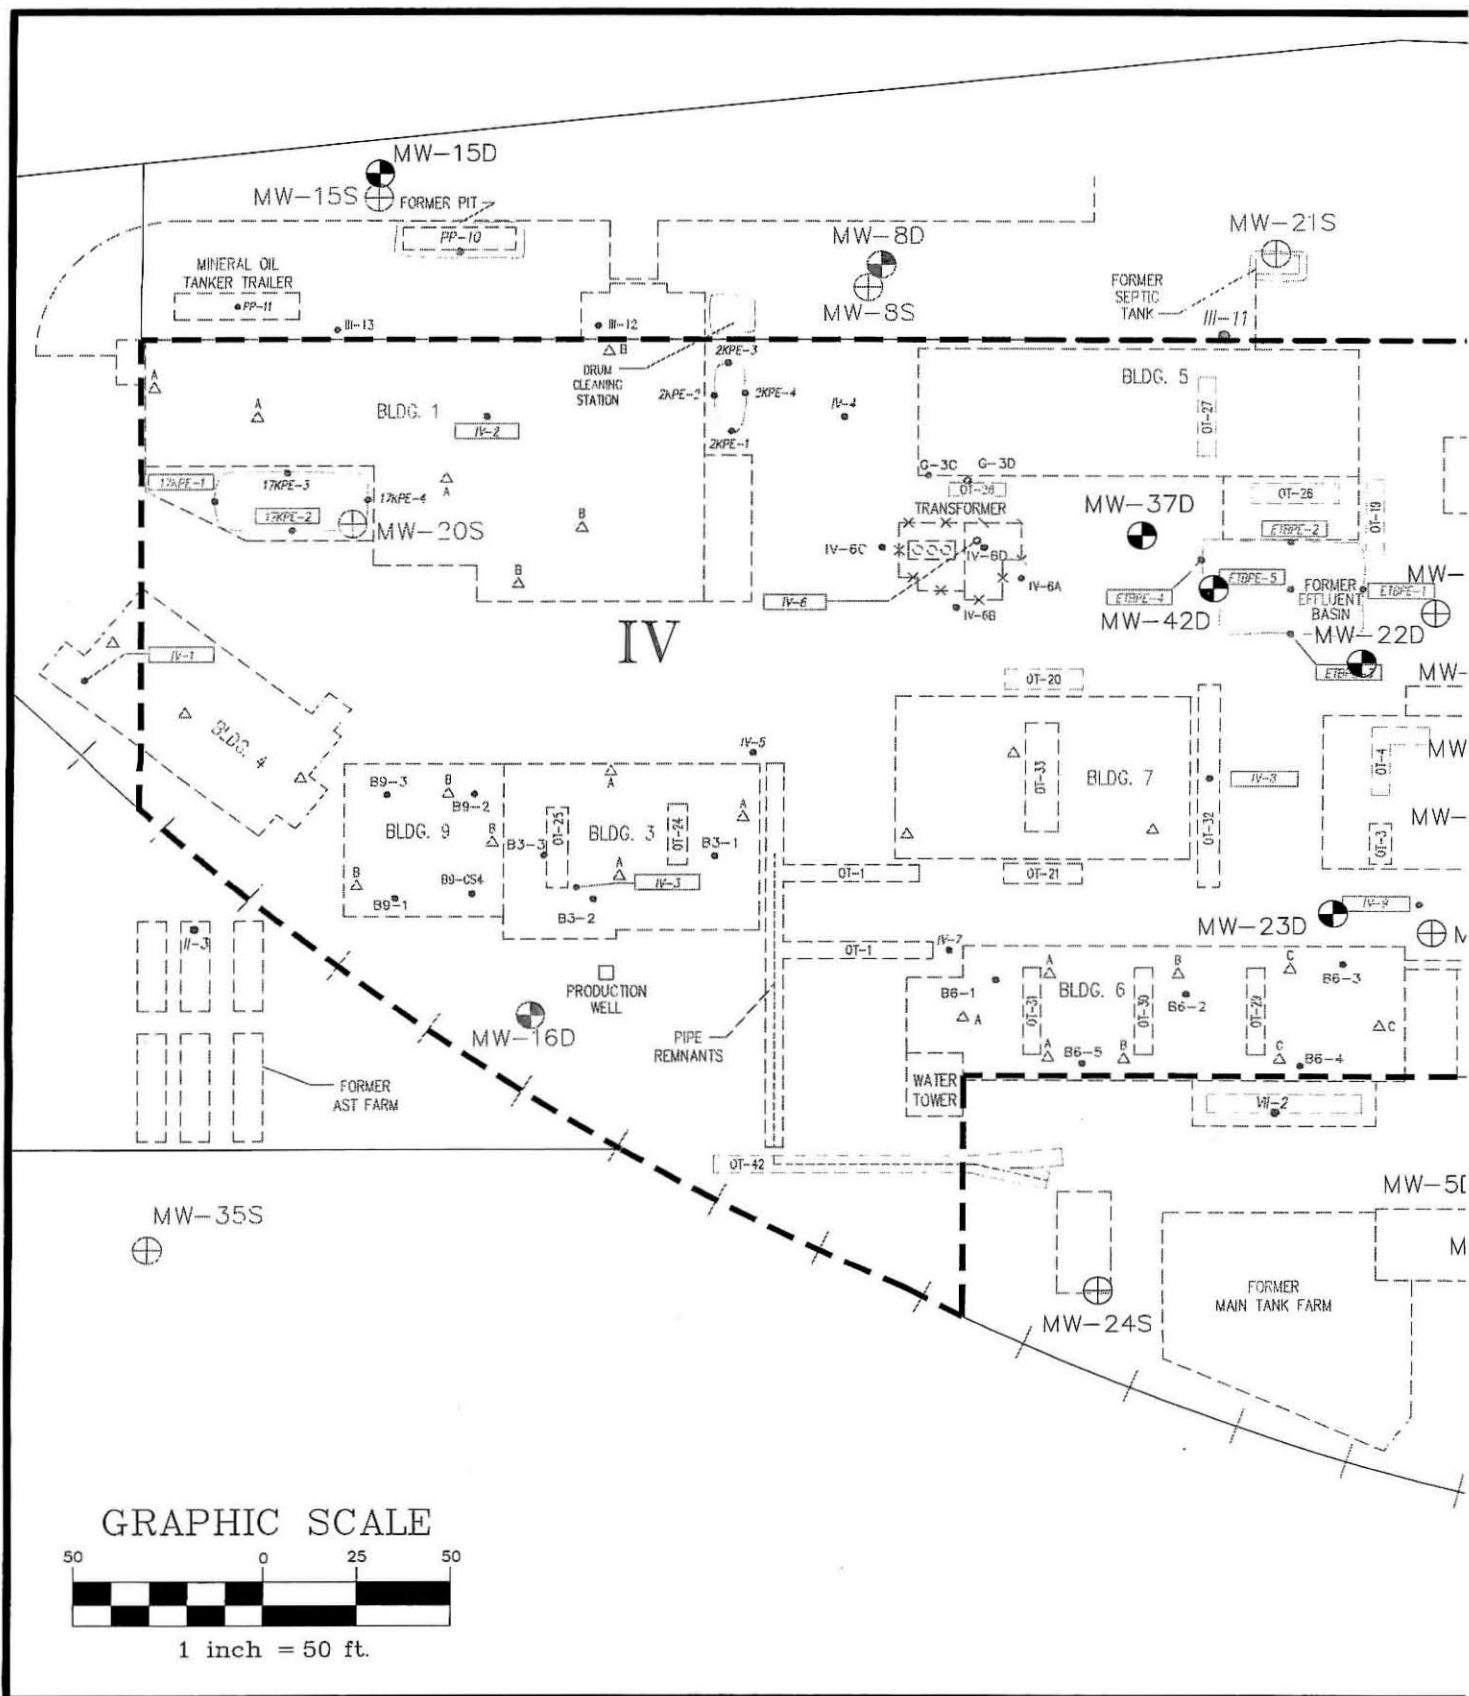 MW-15D
MW-15S
FORMER PIT
PP-10
MW-8D
MW-21S
MINERAL OIL
TANKER TRAILER
PP-11
FORMER
SEPTIC
TANK
MW-8S
III-13
III-12
III-11
B
2KPE-3
A
DRUM
CLEANING
STATION
BLDG. 5
2KPE-2
2KPE-4
IV-4
OT-27
A
BLDG. 1
IV-2
2KPE-1
G-3C
G-3D
17KPE-1
17KPE-3
A
17KPE-4
OT-26
OT-19
TRANSFORMER
MW-37D
17KPE-2
MW-20S
B
IV-6C
IV-6D
B
IV-6A
FORMER
EFFLUENT
BASIN
MW-
IV-6
IV-6B
MW-42D
MW-22D
IV
IV-1
OT-20
MW-
BLDG. 4
IV-5
OT-33
BLDG. 7
OT-32
OT-4
MW
B9-3
B
B9-2
A
A
BLDG. 9
B
B3-3
OT-25
BLDG. 3
OT-24
B3-1
OT-3
MW-
A
B
B9-1
B9-CS4
IV-3
B3-2
OT-1
OT-21
II-3
MW-23D
IV-9
M
OT-1
IV-7
PRODUCTION
WELL
B6-1
A
OT-31
A
BLDG. 6
OT-30
B
B6-2
OT-29
C
B6-3
C
MW-16D
PIPE
REMNANTS
A
B6-5
B
C
B6-4
FORMER
AST FARM
WATER
TOWER
VII-2
OT-42
MW-5D
MW-35S
M
FORMER
MAIN TANK FARM
MW-24S
GRAPHIC SCALE
50 0 25 50
1 inch = 50 ft.